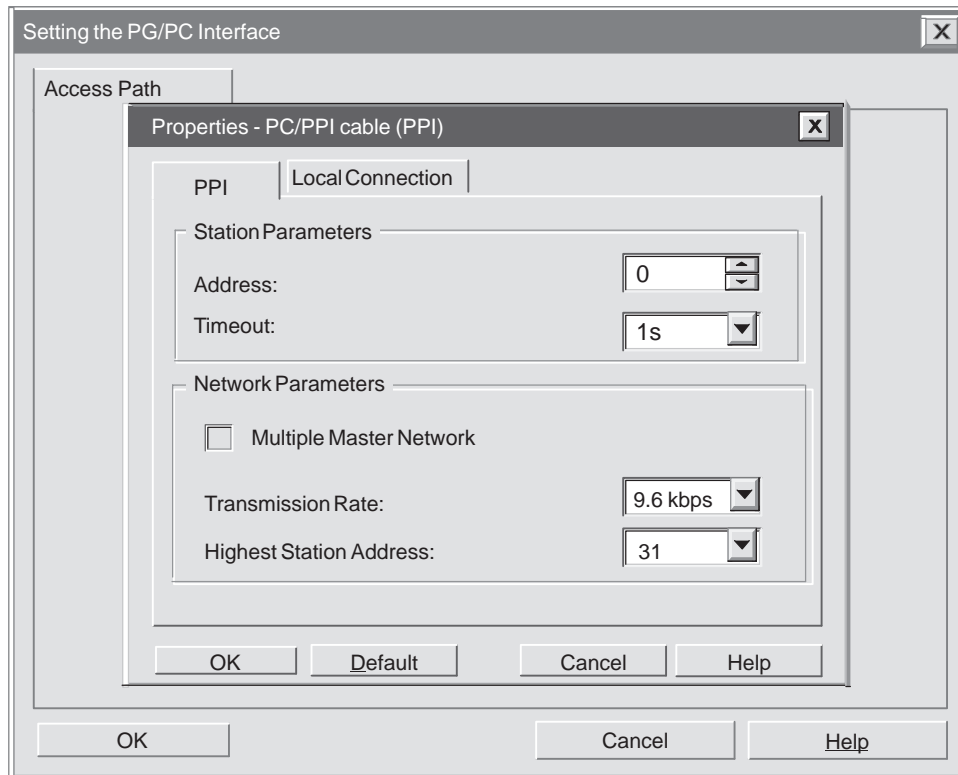 Setting the PG/PC Interface
X
Access Path
Properties - PC/PPI cable (PPI)
X
PPI
Local Connection
Station Parameters
Address:
0
Timeout:
1s
Network Parameters
Multiple Master Network
Transmission Rate:
9.6 kbps
Highest Station Address:
31
OK
Default
Cancel
Help
OK
Cancel
Help